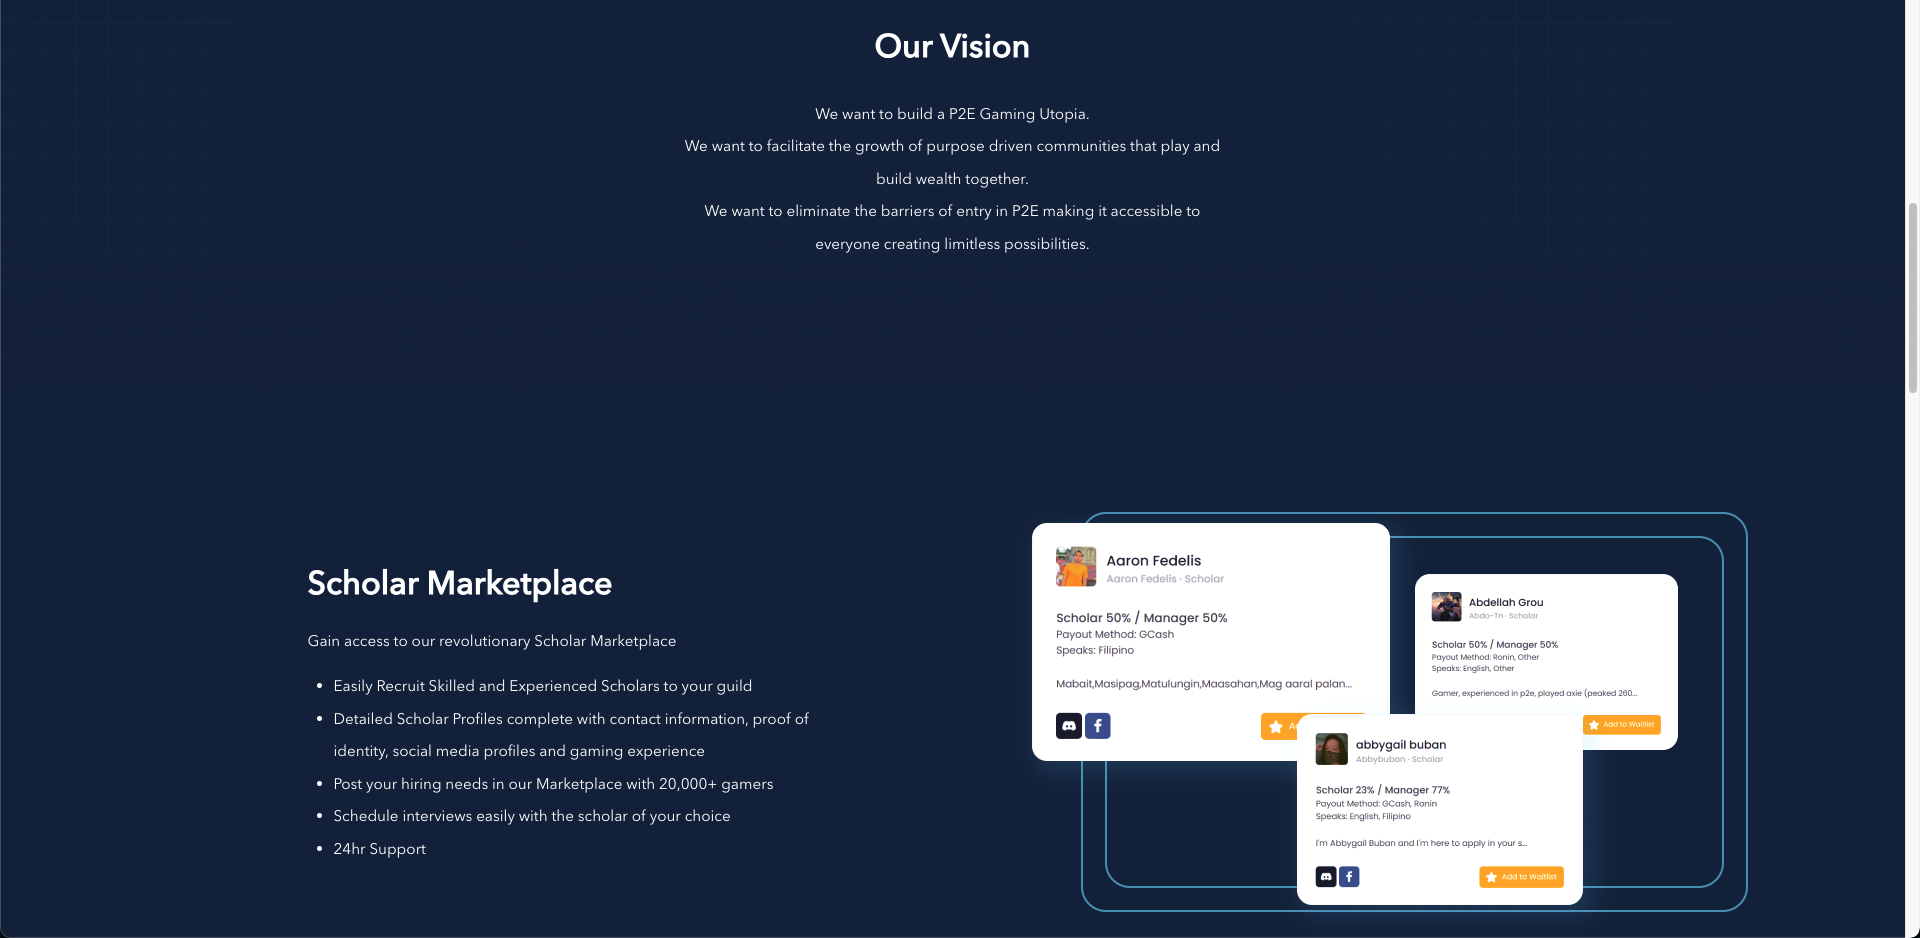 Our Vision
We want to build a P2E Gaming Utopia.
We want to facilitate the growth of purpose driven communities that play and
build wealth together.
We want to eliminate the barriers of entry in P2E making it accessible to
everyone creating limitless possibilities.
Scholar Marketplace
Gain access to our revolutionary Scholar Marketplace
• Easily Recruit Skilled and Experienced Scholars to your guild
• Detailed Scholar Profiles complete with contact information, proof of
identity, social media profiles and gaming experience
• Post your hiring needs in our Marketplace with 20,000+ gamers
• Schedule interviews easily with the scholar of your choice
• 24hr Support
Aaron Fedelis
Aaron Fedelis · Scholar
Scholar 50% / Manager 50%
Payout Method: GCash
Speaks: Filipino
Mabait,Masipag,Matulungin,Maasahan,Mag aaral palan...
Abdellah Grou
Abdo-Tn · Scholar
Scholar 50% / Manager 50%
Payout Method: Ronin, Other
Speaks: English, Other
Gamer, experienced in p2e, played axie (peaked 260...
Add to Waitlist
abbygail buban
Abbybuban · Scholar
Scholar 23% / Manager 77%
Payout Method: GCash, Ronin
Speaks: English, Filipino
I'm Abbygail Buban and I'm here to apply in your s...
Add to Waitlist